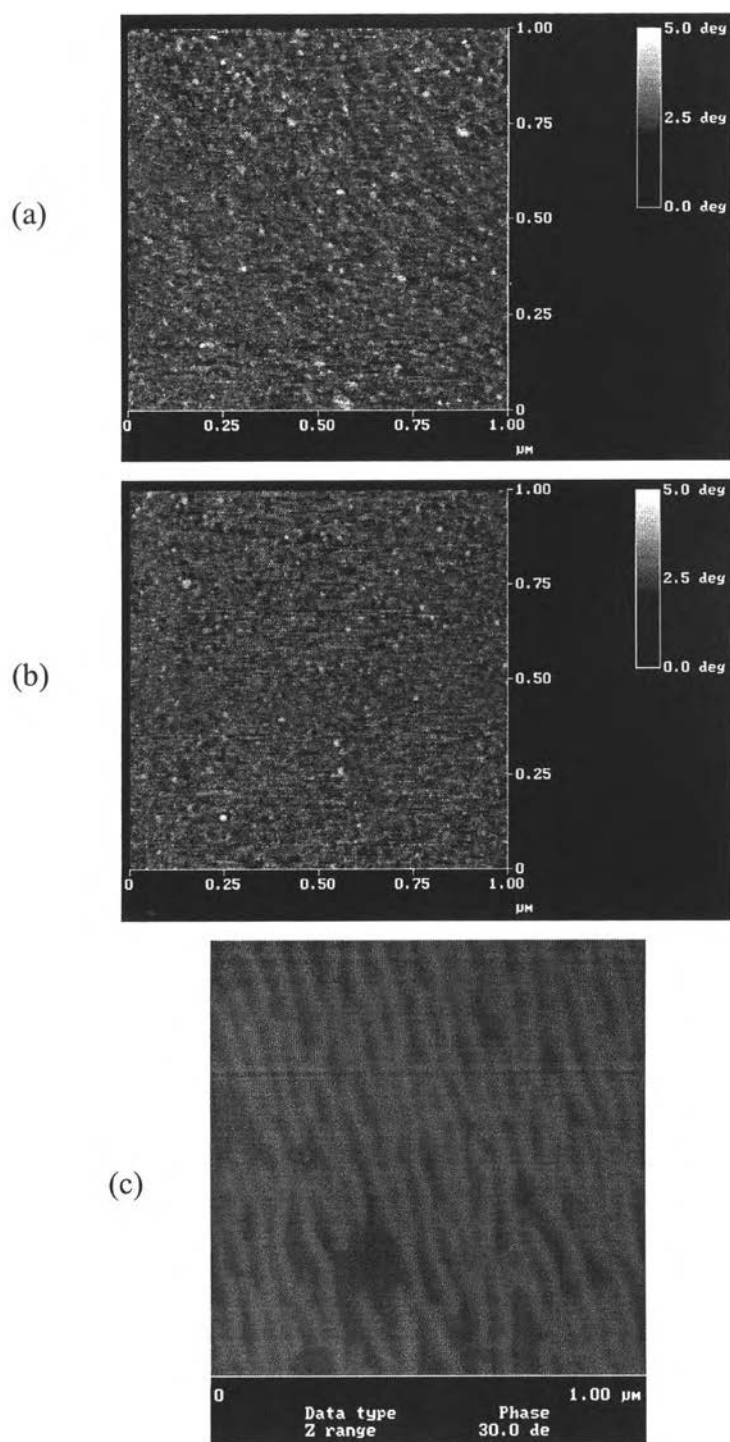 (a)
1.00
0.75
0.50
0.25
0
0 0.25 0.50 0.75 1.00
µM
5.0 deg
2.5 deg
0.0 deg
(b)
1.00
0.75
0.50
0.25
0
0 0.25 0.50 0.75 1.00
µM
5.0 deg
2.5 deg
0.0 deg
(c)
0 1.00 µM
Data type Phase
Z range 30.0 de